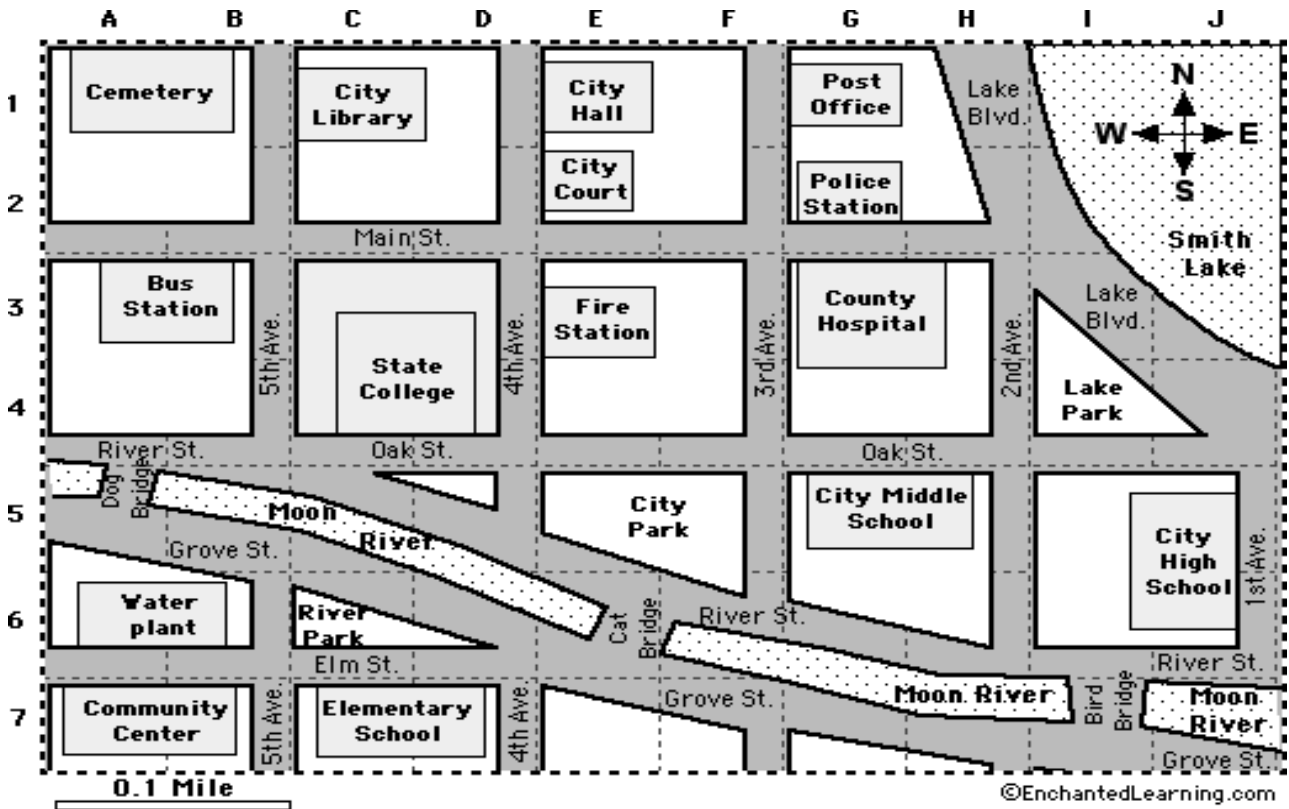 A B C D E F G H I J
1
Cemetery
City
Library
City
Hall
Post
Office
Lake
Blvd.
N
W E
S
2
City
Court
Police
Station
Main St.
Smith
Lake
3
Bus
Station
5th Ave.
State
College
4th Ave.
Fire
Station
3rd Ave.
County
Hospital
2nd Ave.
Lake
Blvd.
4
Lake
Park
River St.
Oak St.
Oak St.
5
Dog
Bridge
Moon
River
City
Park
City Middle
School
City
High
School
1st Ave.
Grove St.
6
Water
plant
River
Park
Cat
Bridge
River St.
Elm St.
River St.
7
Community
Center
5th Ave.
Elementary
School
4th Ave.
Grove St.
Moon River
Bird
Bridge
Moon
River
Grove St.
0.1 Mile
©EnchantedLearning.com